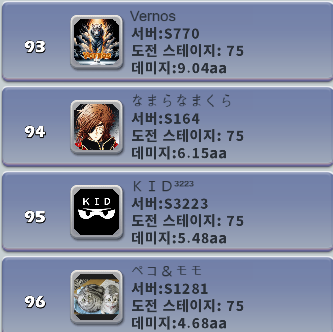 93
Vernos
서버:S770
도전 스테이지: 75
데미지:9.04aa
94
なまらなまくら
서버:S164
도전 스테이지: 75
데미지:6.15aa
95
KID
ＫＩＤ³²²³
서버:S3223
도전 스테이지: 75
데미지:5.48aa
96
ペコ＆モモ
서버:S1281
도전 스테이지: 75
데미지:4.68aa